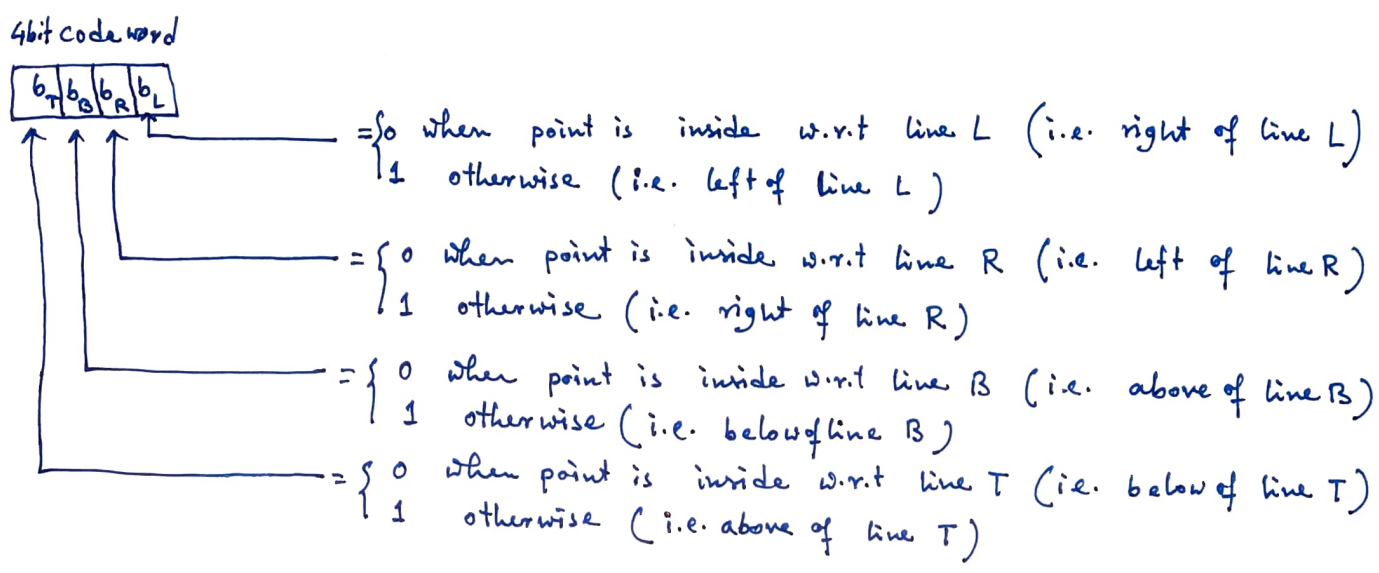 4bit code word
b_T b_B b_R b_L
= { 0 when point is inside w.r.t line L (i.e. right of line L)
1 otherwise (i.e. left of line L)
= { 0 when point is inside w.r.t line R (i.e. left of line R)
1 otherwise (i.e. right of line R)
= { 0 when point is inside w.r.t line B (i.e. above of line B)
1 otherwise (i.e. below of line B)
= { 0 when point is inside w.r.t line T (i.e. below of line T)
1 otherwise (i.e. above of line T)